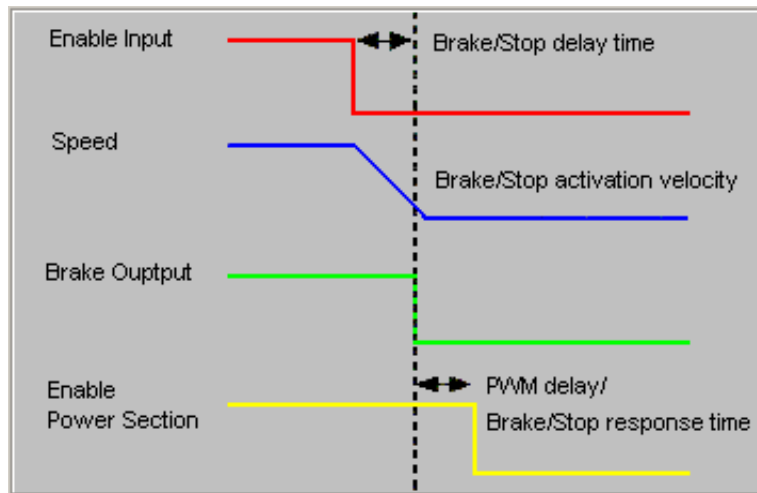 Enable Input
Brake/Stop delay time
Speed
Brake/Stop activation velocity
Brake Ouptput
Enable
Power Section
PWM delay/
Brake/Stop response time